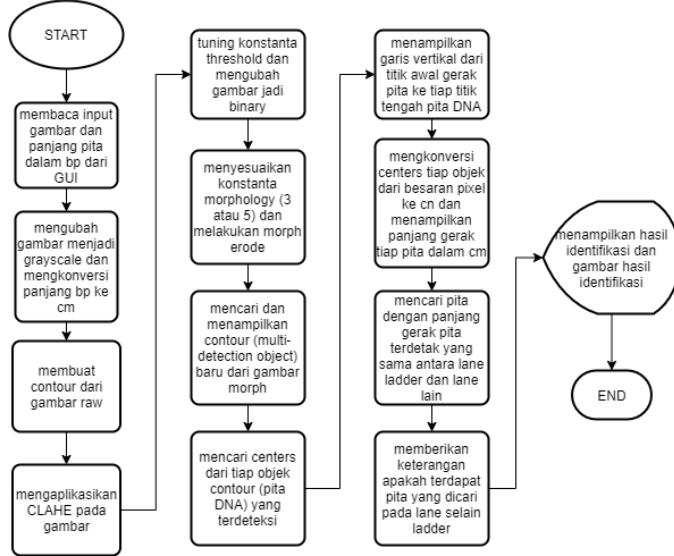 START
membaca input
gambar dan
panjang pita
dalam bp dari
GUI
mengubah
gambar menjadi
grayscale dan
mengkonversi
panjang bp ke
cm
membuat
contour dari
gambar raw
mengaplikasikan
CLAHE pada
gambar
tuning konstanta
threshold dan
mengubah
gambar jadi
binary
menyesuaikan
konstanta
morphology (3
atau 5) dan
melakukan morph
erode
mencari dan
menampilkan
contour (multi-
detection object)
baru dari gambar
morph
mencari centers
dari tiap objek
contour (pita
DNA) yang
terdeteksi
menampilkan
garis vertikal dari
titik awal gerak
pita ke tiap titik
tengah pita DNA
mengkonversi
centers tiap objek
dari besaran pixel
ke cn dan
menampilkan
panjang gerak
tiap pita dalam cm
mencari pita
dengan panjang
gerak pita
terdetak yang
sama antara lane
ladder dan lane
lain
memberikan
keterangan
apakah terdapat
pita yang dicari
pada lane selain
ladder
menampilkan hasil
identifikasi dan
gambar hasil
identifikasi
END